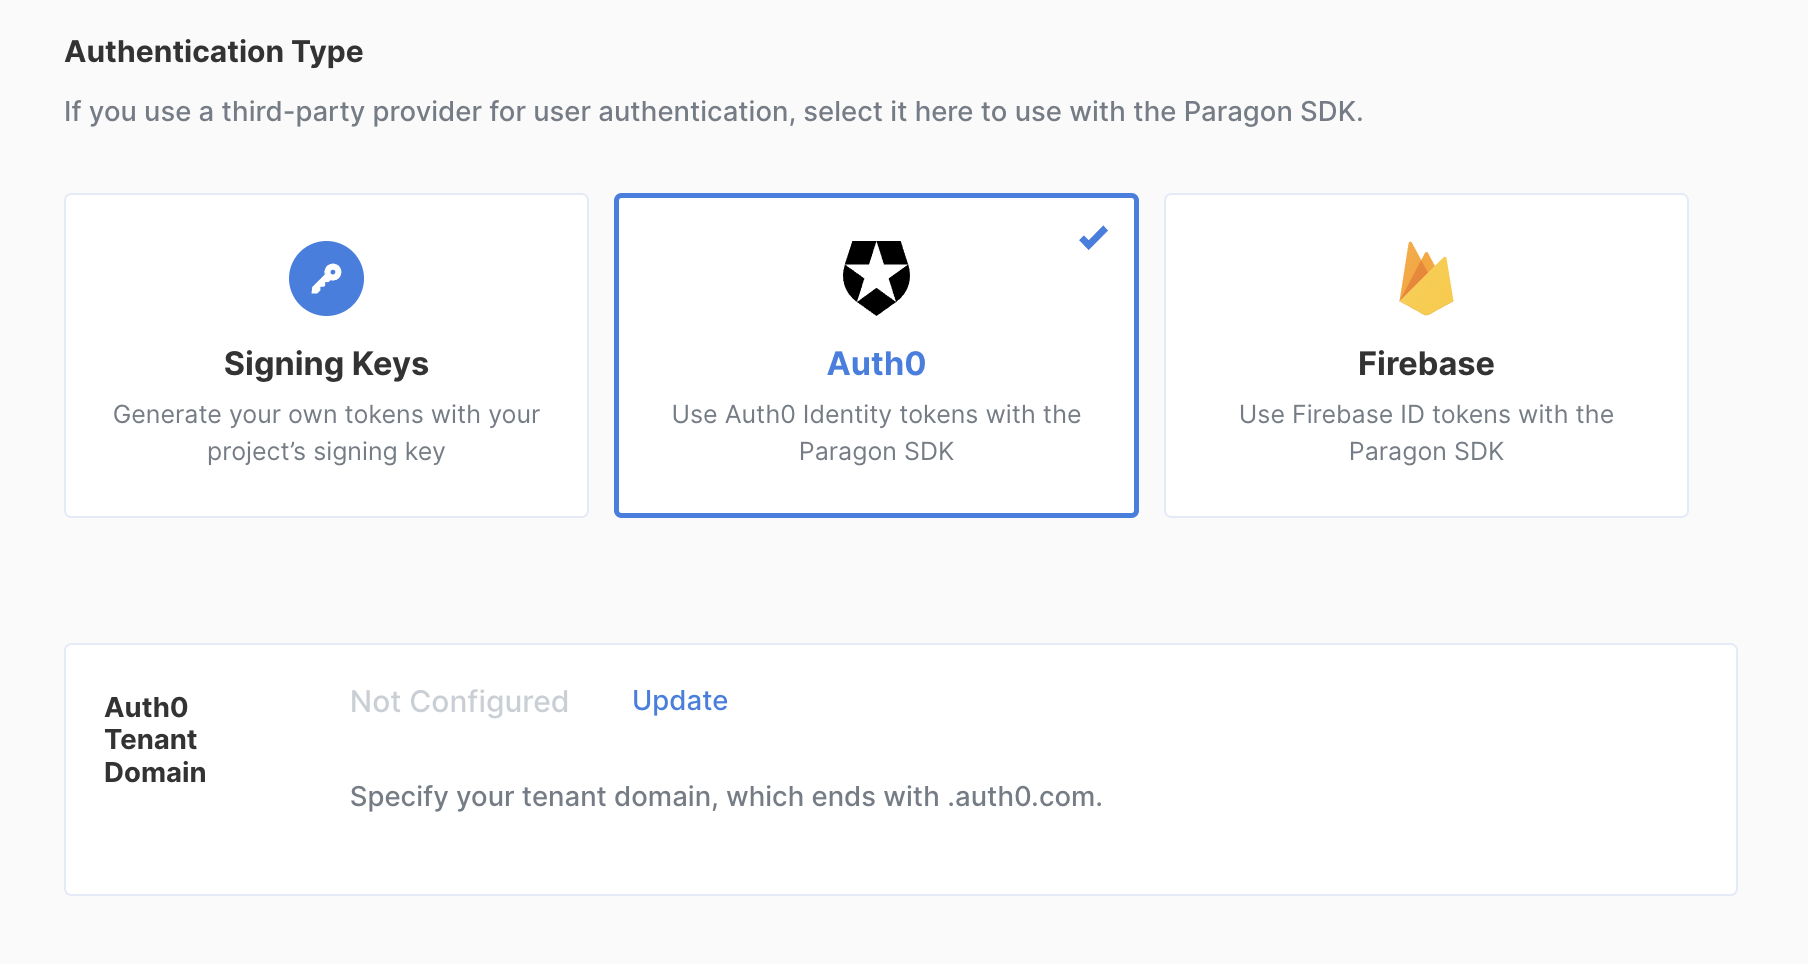 Authentication Type
If you use a third-party provider for user authentication, select it here to use with the Paragon SDK.
Signing Keys
Generate your own tokens with your
project’s signing key
Auth0
Use Auth0 Identity tokens with the
Paragon SDK
Firebase
Use Firebase ID tokens with the
Paragon SDK
Auth0
Tenant
Domain
Not Configured
Update
Specify your tenant domain, which ends with .auth0.com.